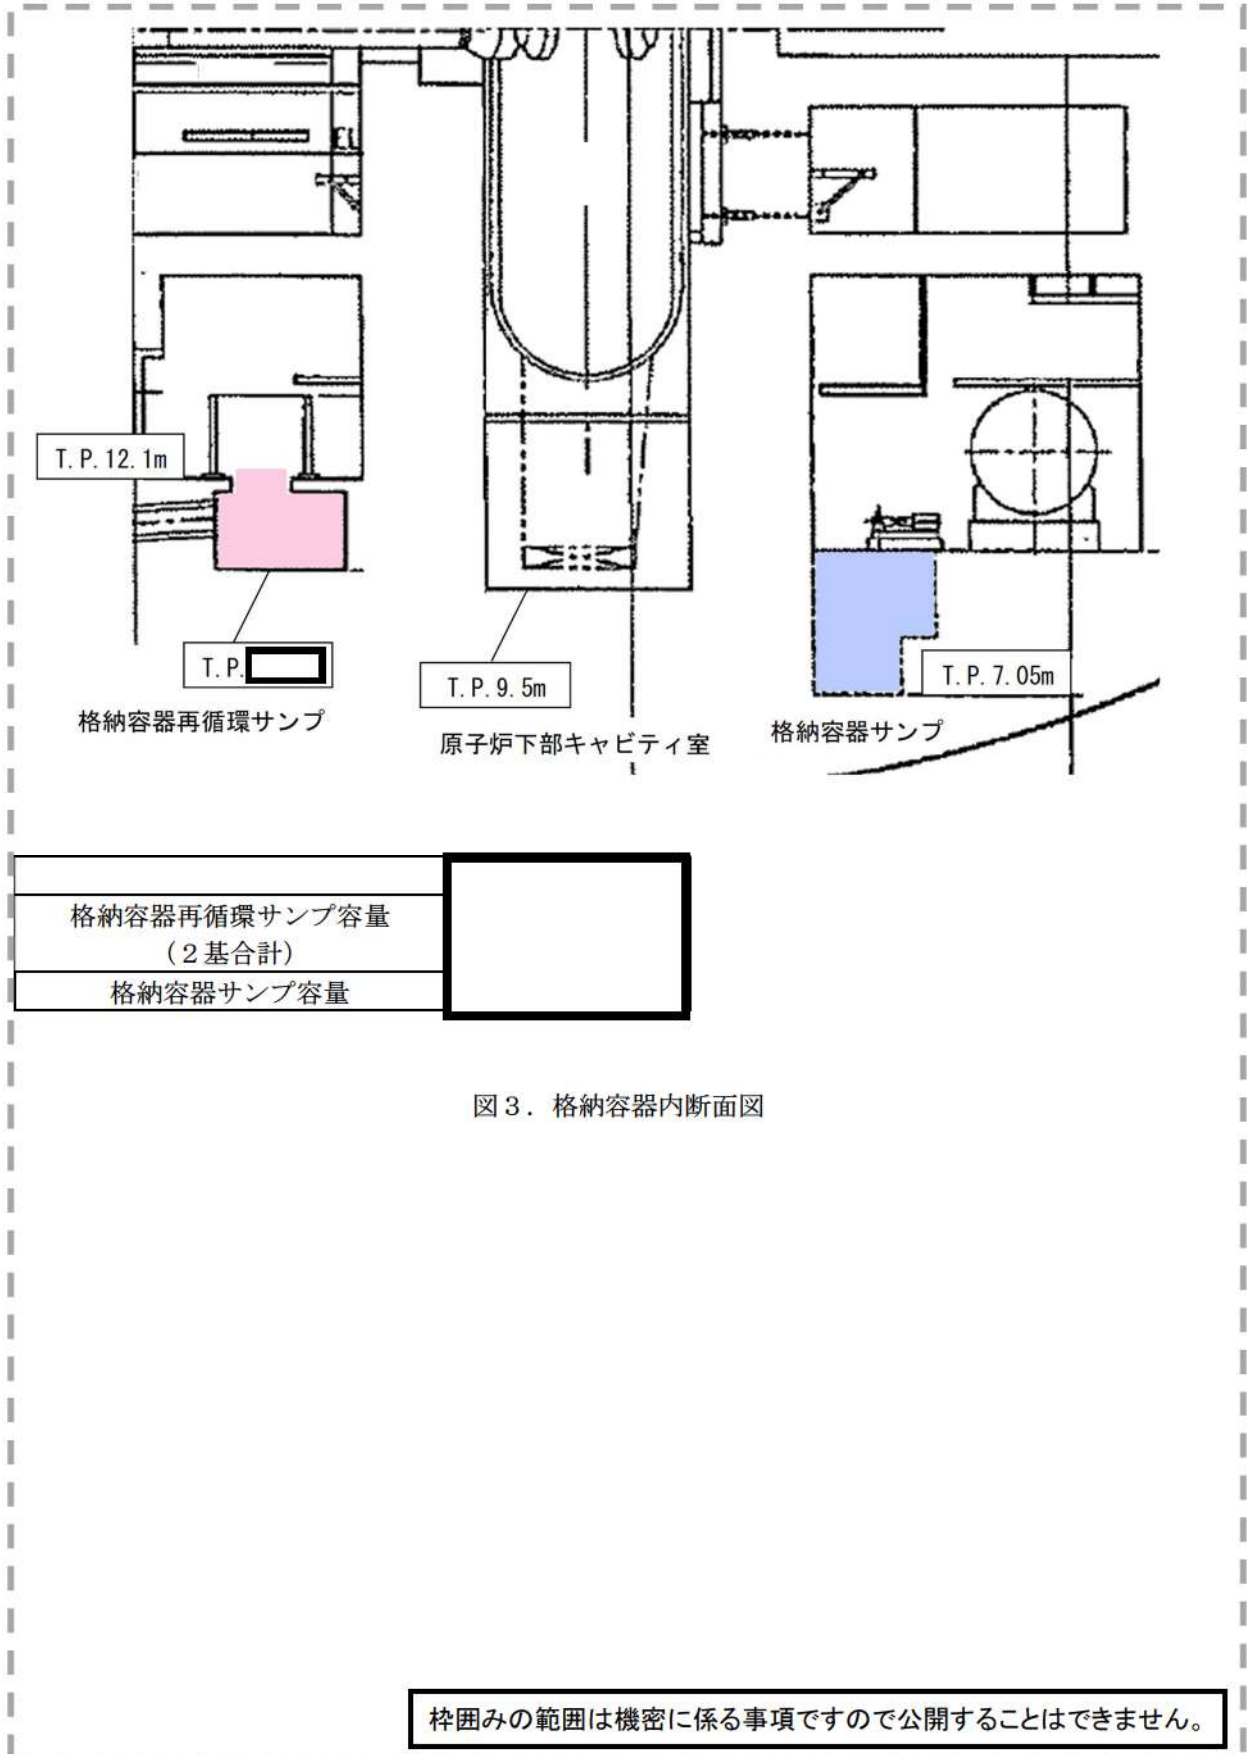 T.P.12.1m
T.P.
格納容器再循環サンプ
T.P.9.5m
原子炉下部キャビティ室
T.P.7.05m
格納容器サンプ
格納容器再循環サンプ容量
(2基合計)
格納容器サンプ容量
図3.格納容器内断面図
枠囲みの範囲は機密に係る事項ですので公開することはできません。